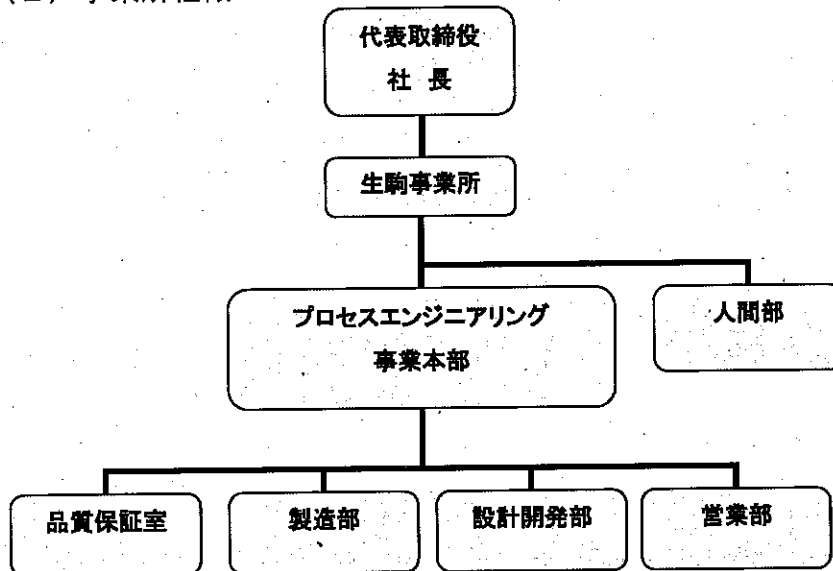 代表取締役
社 長
生駒事業所
プロセスエンジニアリング
事業本部
人間部
品質保証室
製造部
設計開発部
営業部